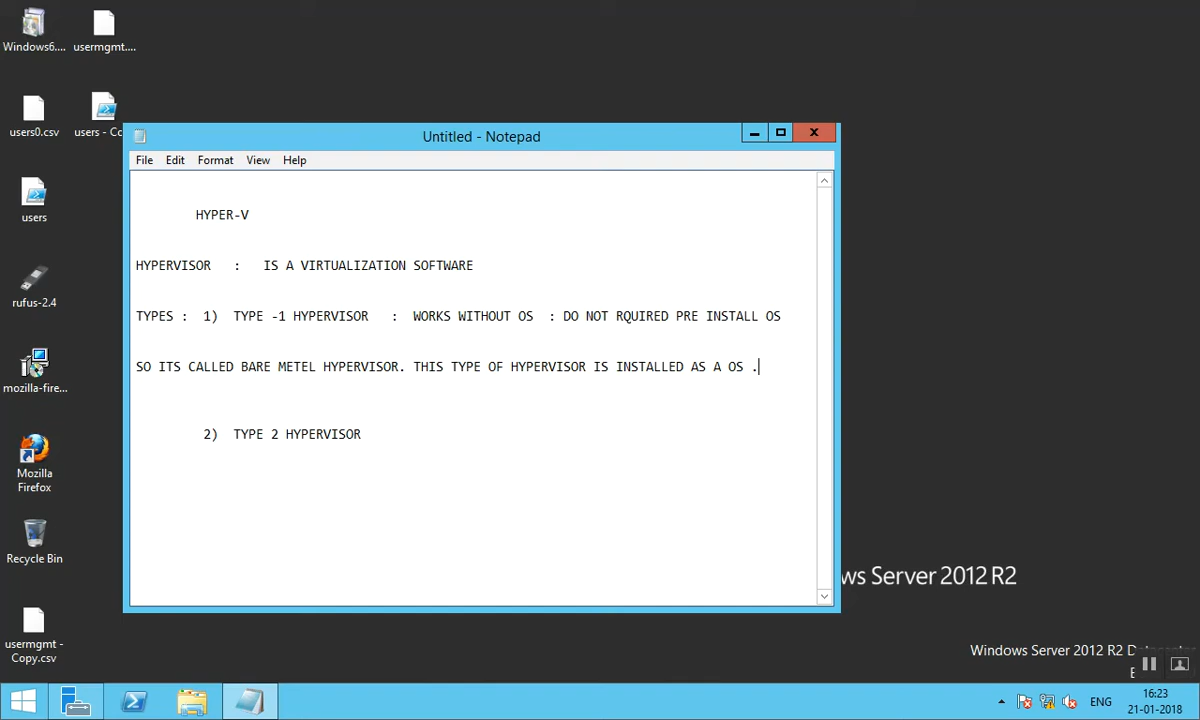 Windows6....
usermgmt....
users0.csv
users - Cc
users
rufus-2.4
mozilla-fire...
Mozilla
Firefox
Recycle Bin
usermgmt -
Copy.csv
Untitled - Notepad
File Edit Format View Help
HYPER-V
HYPERVISOR : IS A VIRTUALIZATION SOFTWARE
TYPES : 1) TYPE -1 HYPERVISOR : WORKS WITHOUT OS : DO NOT RQUIRED PRE INSTALL OS
SO ITS CALLED BARE METEL HYPERVISOR. THIS TYPE OF HYPERVISOR IS INSTALLED AS A OS .
2) TYPE 2 HYPERVISOR
ws Server 2012 R2
Windows Server 2012 R2
ENG
16:23
21-01-2018